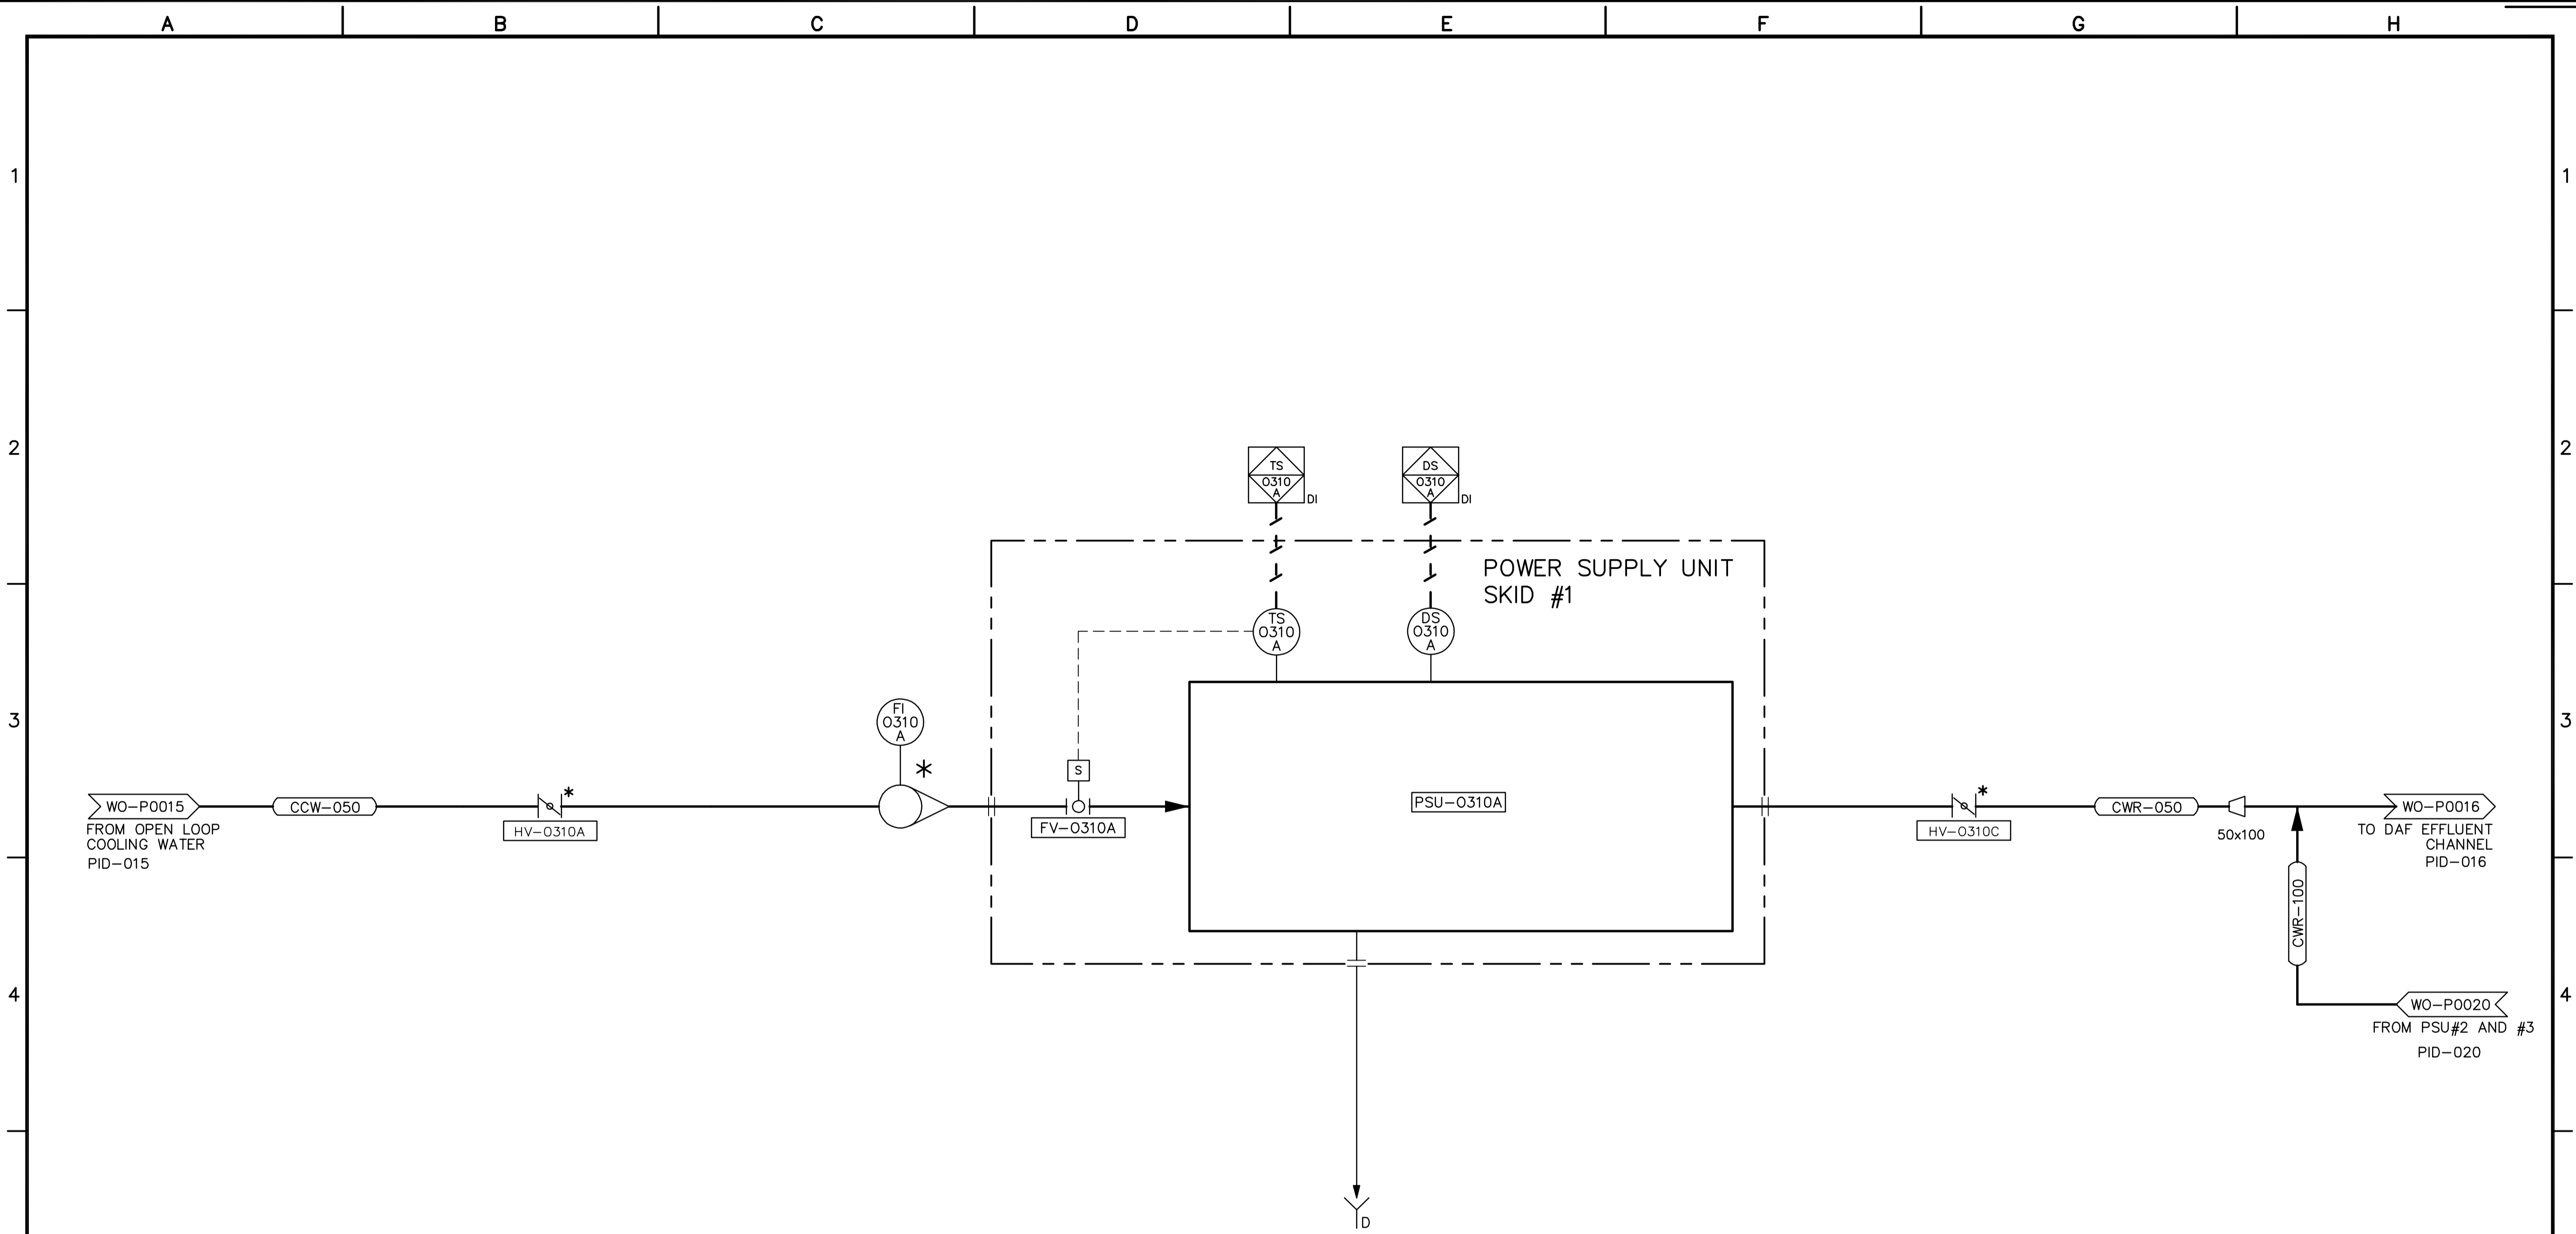 A B C D E F G H
1 1
2 2
TS
0310
A
DI
DS
0310
A
DI
POWER SUPPLY UNIT
SKID #1
TS
0310
A
DS
0310
A
3 3
FI
0310
A
*
S
WO-P0015
FROM OPEN LOOP
COOLING WATER
PID-015
CCW-050
*
HV-0310A
FV-0310A
PSU-0310A
*
HV-0310C
CWR-050
50x100
WO-P0016
TO DAF EFFLUENT
CHANNEL
PID-016
CWR-100
4 4
WO-P0020
FROM PSU#2 AND #3
PID-020
D